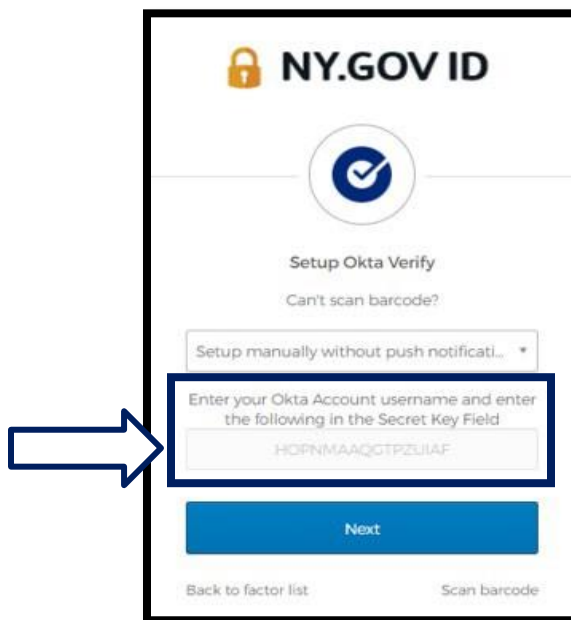 NY.GOV ID
Setup Okta Verify
Can't scan barcode?
Setup manually without push notificati...
Enter your Okta Account username and enter
the following in the Secret Key Field
HOPNMAAQGTPZUIAF
Next
Back to factor list
Scan barcode